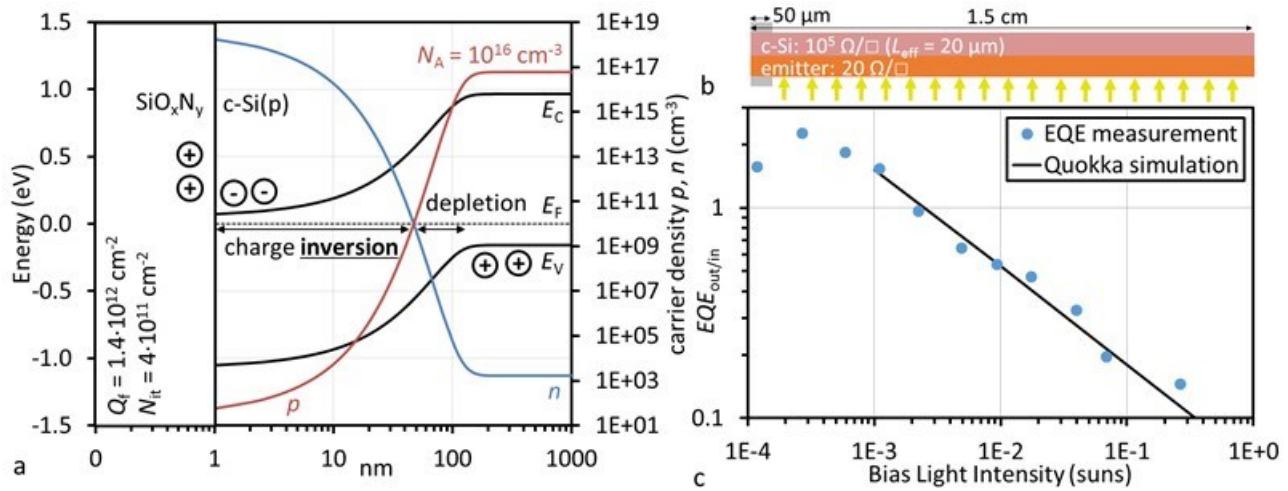 1.5
1.0
0.5
0.0
-0.5
-1.0
-1.5
Energy (eV)
SiOxNy
c-Si(p)
NA = 10^16 cm^-3
EC
EF
EV
depletion
charge inversion
Qf = 1.4·10^12 cm^-2
Nit = 4·10^11 cm^-2
p
n
+
+
- -
+ +
1E+19
1E+17
1E+15
1E+13
1E+11
1E+09
1E+07
1E+05
1E+03
1E+01
carrier density p, n (cm^-3)
0 1 10 100 1000
nm
a
50 µm
1.5 cm
c-Si: 10^5 Ω/□ (Leff = 20 µm)
emitter: 20 Ω/□
b
EQE measurement
Quokka simulation
1
0.1
EQEout/in
1E-4 1E-3 1E-2 1E-1 1E+0
Bias Light Intensity (suns)
c